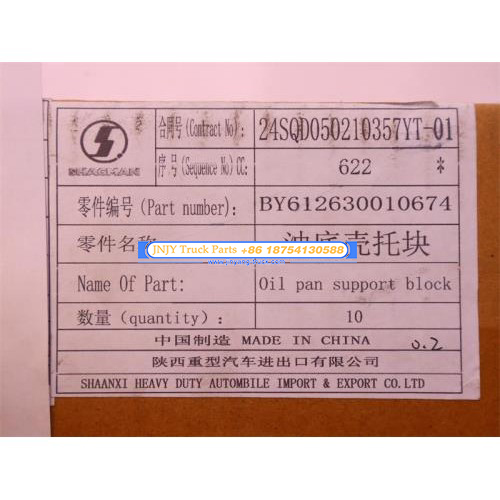 SHACMAN
合同号(Contract No):
24SQD050210357YT-01
序号(Sequence No)CC:
622
*
零件编号(Part number):
BY612630010674
零件名称
油底壳托块
JNJY Truck Parts +86 18754130588
Name Of Part:
Oil pan support block
数量(quantity):
10
中国制造 MADE IN CHINA
0.2
陕西重型汽车进出口有限公司
SHAANXI HEAVY DUTY AUTOMBILE IMPORT & EXPORT CO.LTD